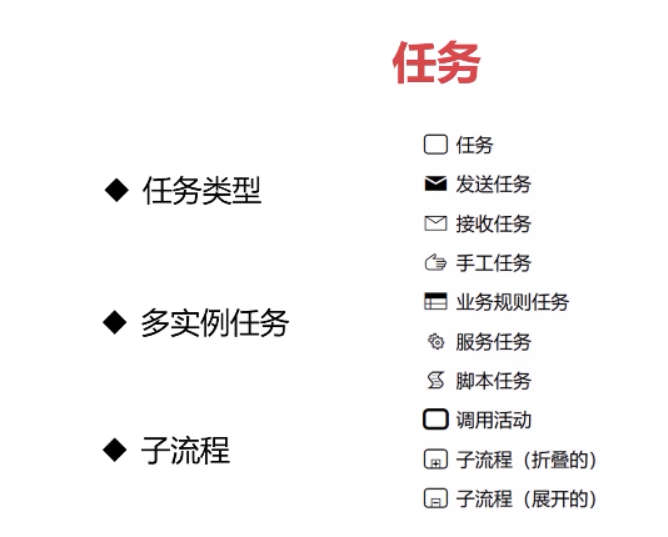 任务
任务类型
多实例任务
子流程
任务
发送任务
接收任务
手工任务
业务规则任务
服务任务
脚本任务
调用活动
子流程（折叠的）
子流程（展开的）